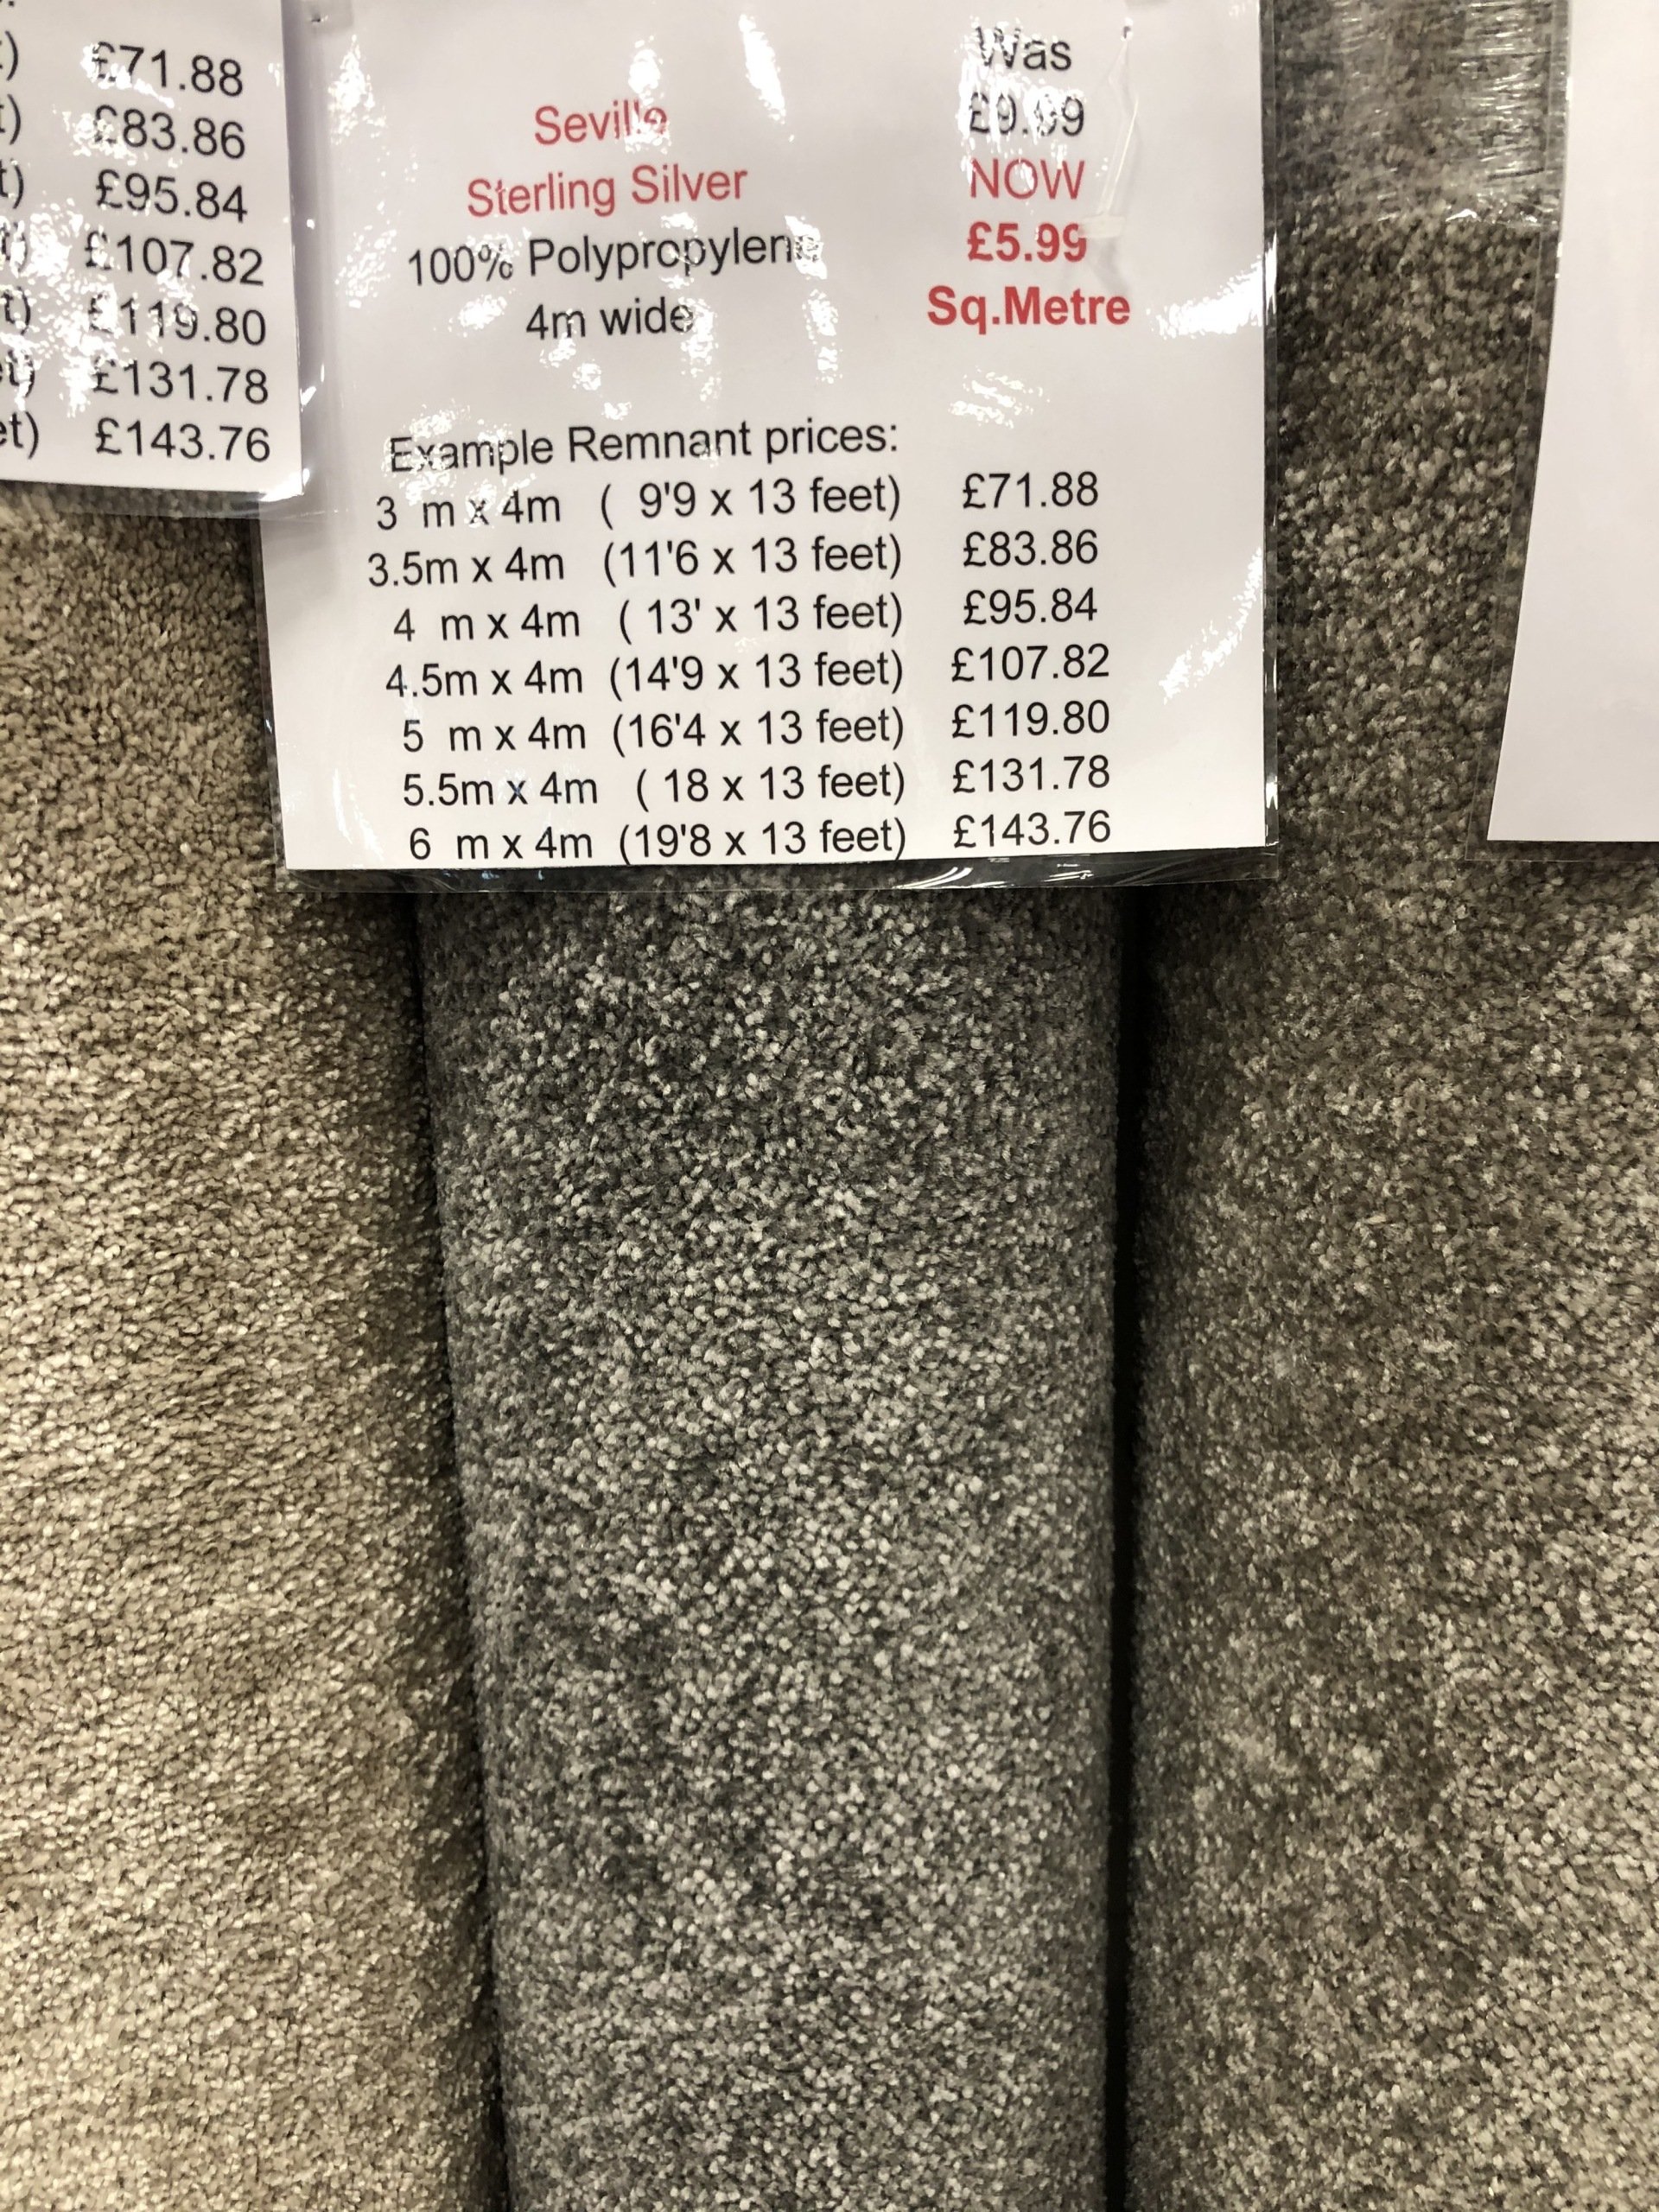 t) £71.88
t) £83.86
t) £95.84
t) £107.82
t) £119.80
et) £131.78
et) £143.76
Was
Seville £9.99
Sterling Silver NOW
100% Polypropylene £5.99
4m wide Sq.Metre
Example Remnant prices:
3 m x 4m ( 9'9 x 13 feet) £71.88
3.5m x 4m (11'6 x 13 feet) £83.86
4 m x 4m ( 13' x 13 feet) £95.84
4.5m x 4m (14'9 x 13 feet) £107.82
5 m x 4m (16'4 x 13 feet) £119.80
5.5m x 4m ( 18 x 13 feet) £131.78
6 m x 4m (19'8 x 13 feet) £143.76